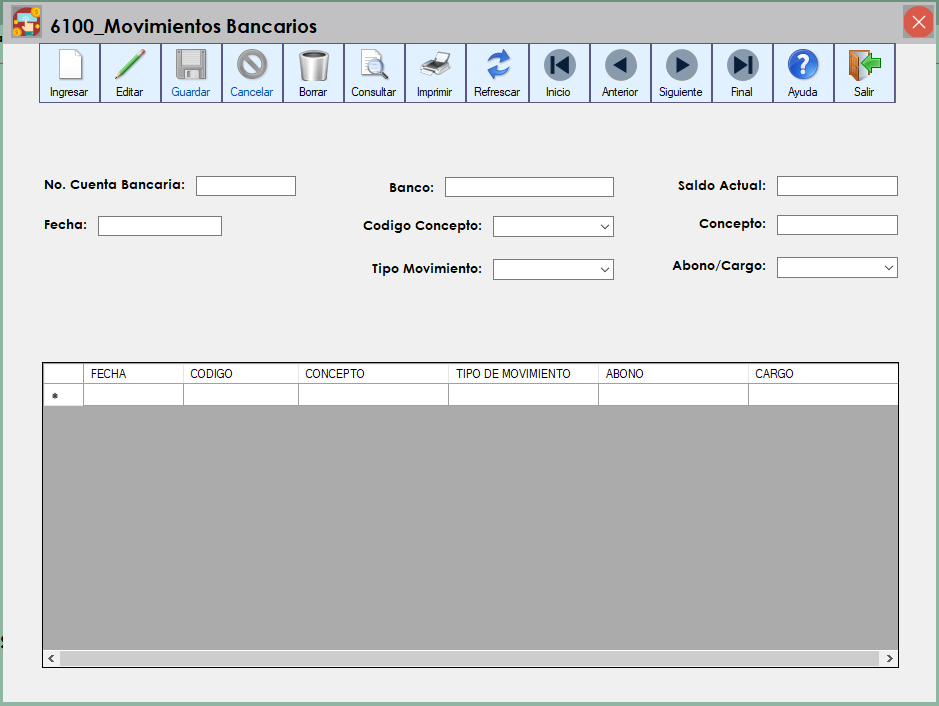 6100_Movimientos Bancarios
Ingresar Editar Guardar Cancelar Borrar Consultar Imprimir Refrescar Inicio Anterior Siguiente Final Ayuda Salir
No. Cuenta Bancaria: Banco: Saldo Actual:
Fecha: Codigo Concepto: Concepto:
Tipo Movimiento: Abono/Cargo:
FECHA CODIGO CONCEPTO TIPO DE MOVIMIENTO ABONO CARGO